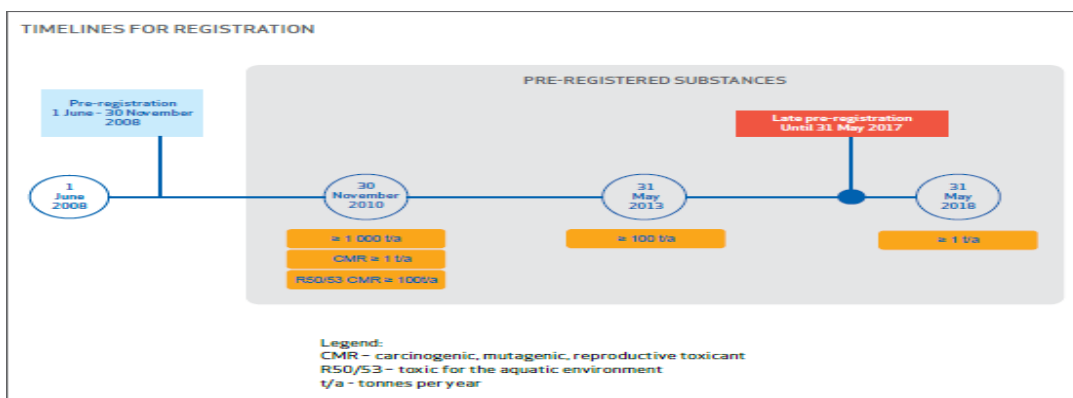 TIMELINES FOR REGISTRATION
PRE-REGISTERED SUBSTANCES
Pre-registration
1 June - 30 November
2008
Late pre-registration
Until 31 May 2017
1
June
2008
30
November
2010
31
May
2013
31
May
2018
≥ 1 000 t/a
CMR ≥ 1 t/a
R50/53 CMR ≥ 100t/a
≥ 100 t/a
≥ 1 t/a
Legend:
CMR – carcinogenic, mutagenic, reproductive toxicant
R50/53 – toxic for the aquatic environment
t/a - tonnes per year